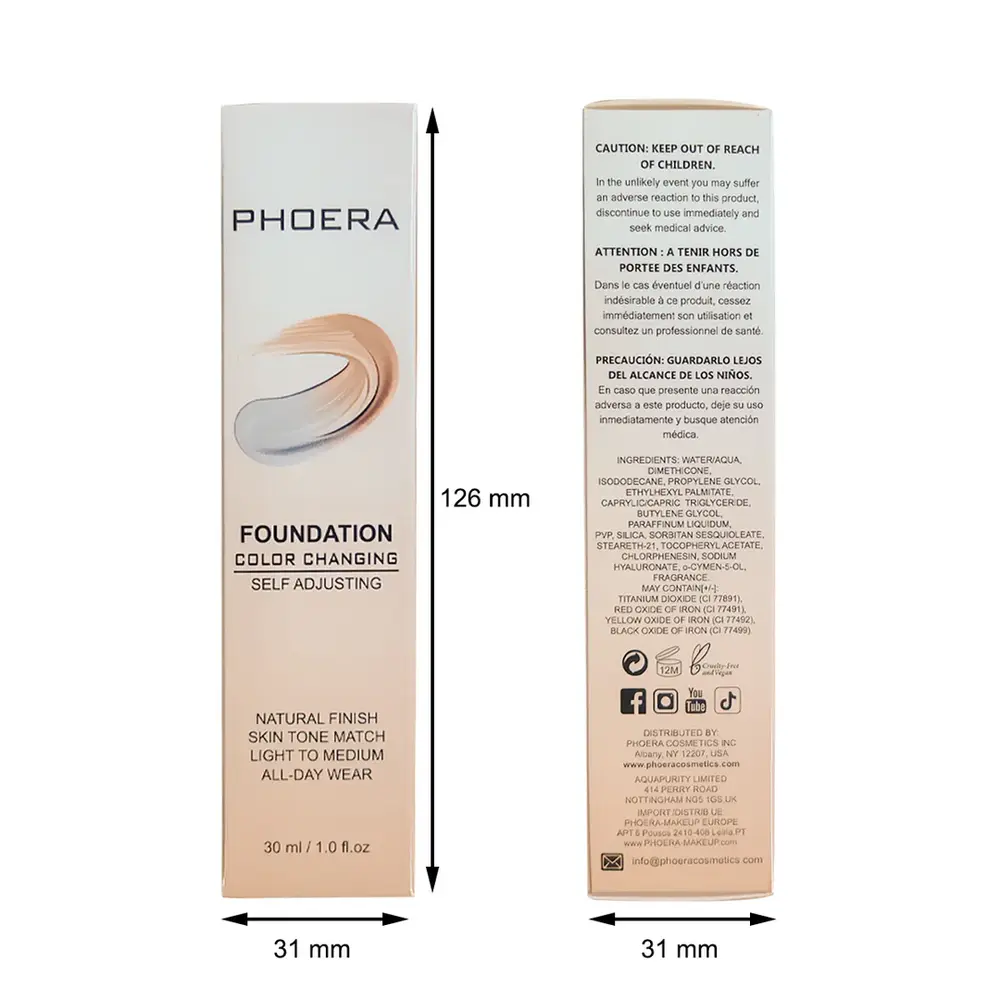 PHOERA
FOUNDATION
COLOR CHANGING
SELF ADJUSTING
NATURAL FINISH
SKIN TONE MATCH
LIGHT TO MEDIUM
ALL-DAY WEAR
30 ml / 1.0 fl.oz
126 mm
31 mm
CAUTION: KEEP OUT OF REACH
OF CHILDREN.
In the unlikely event you may suffer
an adverse reaction to this product,
discontinue to use immediately and
seek medical advice.
ATTENTION : A TENIR HORS DE
PORTEE DES ENFANTS.
Dans le cas éventuel d'une réaction
indésirable à ce produit, cessez
immédiatement son utilisation et
consultez un professionnel de santé.
PRECAUCIÓN: GUARDARLO LEJOS
DEL ALCANCE DE LOS NIÑOS.
En caso que presente una reacción
adversa a este producto, deje su uso
inmediatamente y busque atención
médica.
INGREDIENTS: WATER/AQUA,
DIMETHICONE,
ISODODECANE, PROPYLENE GLYCOL,
ETHYLHEXYL PALMITATE,
CAPRYLIC/CAPRIC TRIGLYCERIDE,
BUTYLENE GLYCOL,
PARAFFINUM LIQUIDUM,
PVP, SILICA, SORBITAN SESQUIOLEATE,
STEARETH-21, TOCOPHERYL ACETATE,
CHLORPHENESIN, SODIUM
HYALURONATE, o-CYMEN-5-OL,
FRAGRANCE.
MAY CONTAIN[+/-]:
TITANIUM DIOXIDE (CI 77891),
RED OXIDE OF IRON (CI 77491),
YELLOW OXIDE OF IRON (CI 77492),
BLACK OXIDE OF IRON (CI 77499).
12M
Cruelty-Free
and Vegan
You
Tube
DISTRIBUTED BY:
PHOERA COSMETICS INC
Albany, NY 12207, USA
www.phoeracosmetics.com
AQUAPURITY LIMITED
414 PERRY ROAD
NOTTINGHAM NG5 1GS UK
IMPORT/DISTRIB UE
PHOERA-MAKEUP EUROPE
APT 5 Pousos 2410-408 Leiria,PT
www.PHOERA-MAKEUP.com
info@phoeracosmetics.com
31 mm